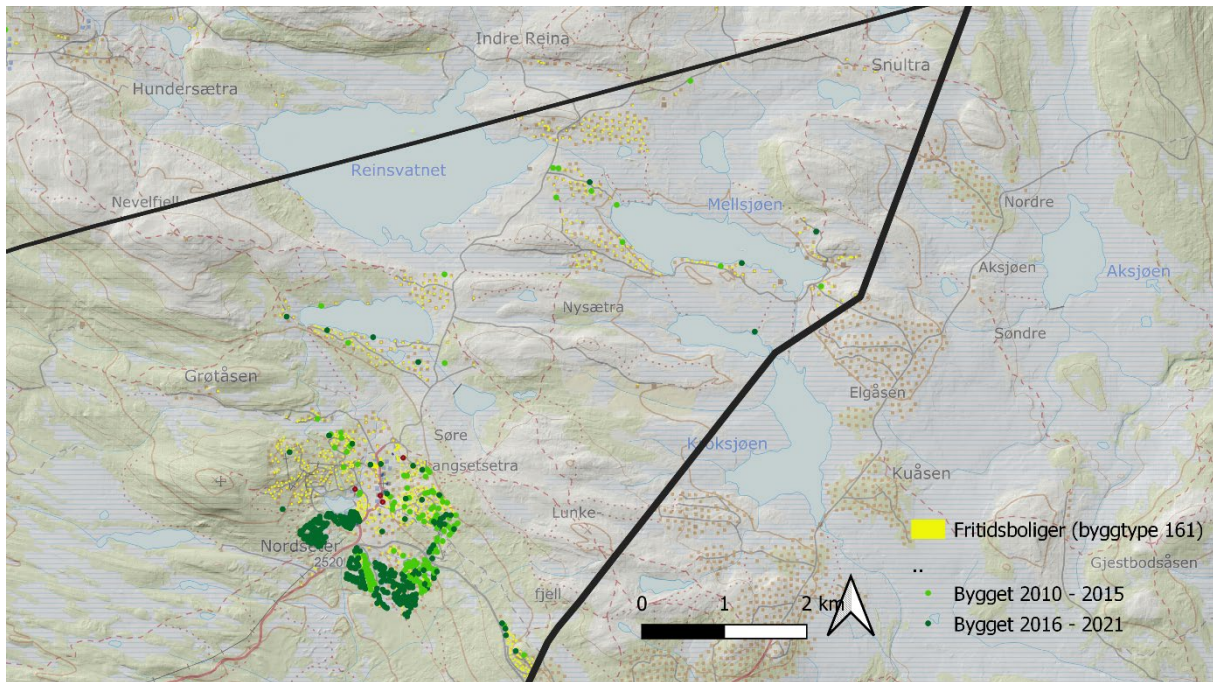 Indre Reina
Snultra
Hundersætra
Reinsvatnet
Nevelfjell
Mellsjøen
Nordre
Aksjøen
Aksjøen
Nysætra
Søndre
Grøtåsen
Elgåsen
Søre
angsetsetra
Kroksjøen
Kuåsen
Lunke-
fjell
Nordseter
2520
Gjestbodsåsen
Fritidsboliger (byggtype 161)
..
Bygget 2010 - 2015
Bygget 2016 - 2021
0 1 2 km